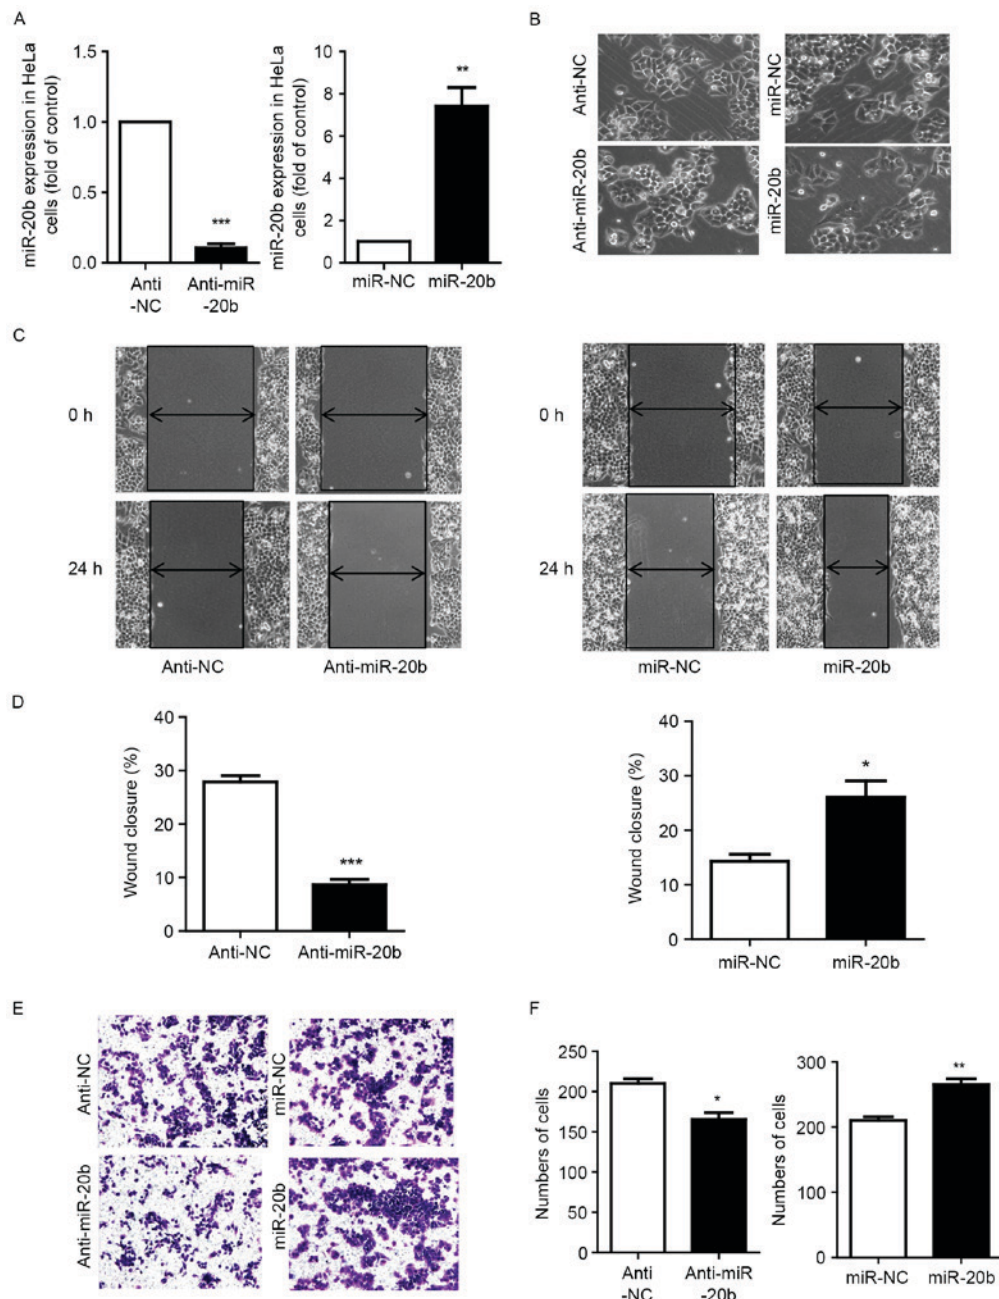 A
miR-20b expression in HeLa
cells (fold of control)
1.5
1.0
0.5
0.0
***
Anti
-NC
Anti-miR
-20b
miR-20b expression in HeLa
cells (fold of control)
10
8
6
4
2
0
**
miR-NC
miR-20b
B
Anti-NC
miR-NC
Anti-miR-20b
miR-20b
C
0 h
24 h
Anti-NC
Anti-miR-20b
0 h
24 h
miR-NC
miR-20b
D
Wound closure (%)
40
30
20
10
0
***
Anti-NC
Anti-miR-20b
Wound closure (%)
40
30
20
10
0
*
miR-NC
miR-20b
E
Anti-NC
miR-NC
Anti-miR-20b
miR-20b
F
Numbers of cells
250
200
150
100
50
0
*
Anti
-NC
Anti-miR
-20b
Numbers of cells
300
200
100
0
**
miR-NC
miR-20b